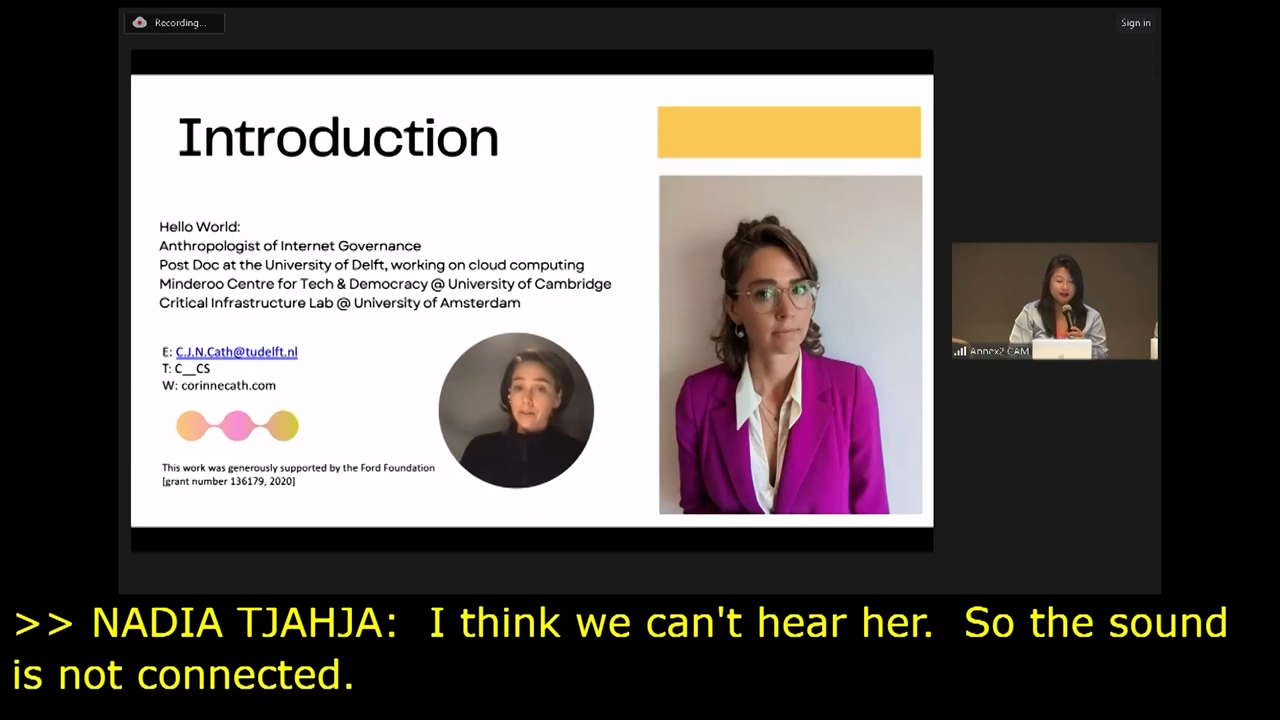 Recording...
Sign in
Introduction
Hello World:
Anthropologist of Internet Governance
Post Doc at the University of Delft, working on cloud computing
Minderoo Centre for Tech & Democracy @ University of Cambridge
Critical Infrastructure Lab @ University of Amsterdam
E: C.J.N.Cath@tudelft.nl
T: C__CS
W: corinnecath.com
This work was generously supported by the Ford Foundation
[grant number 136179, 2020]
Annex2 CAM
>> NADIA TJAHJA:  I think we can't hear her.  So the sound
is not connected.